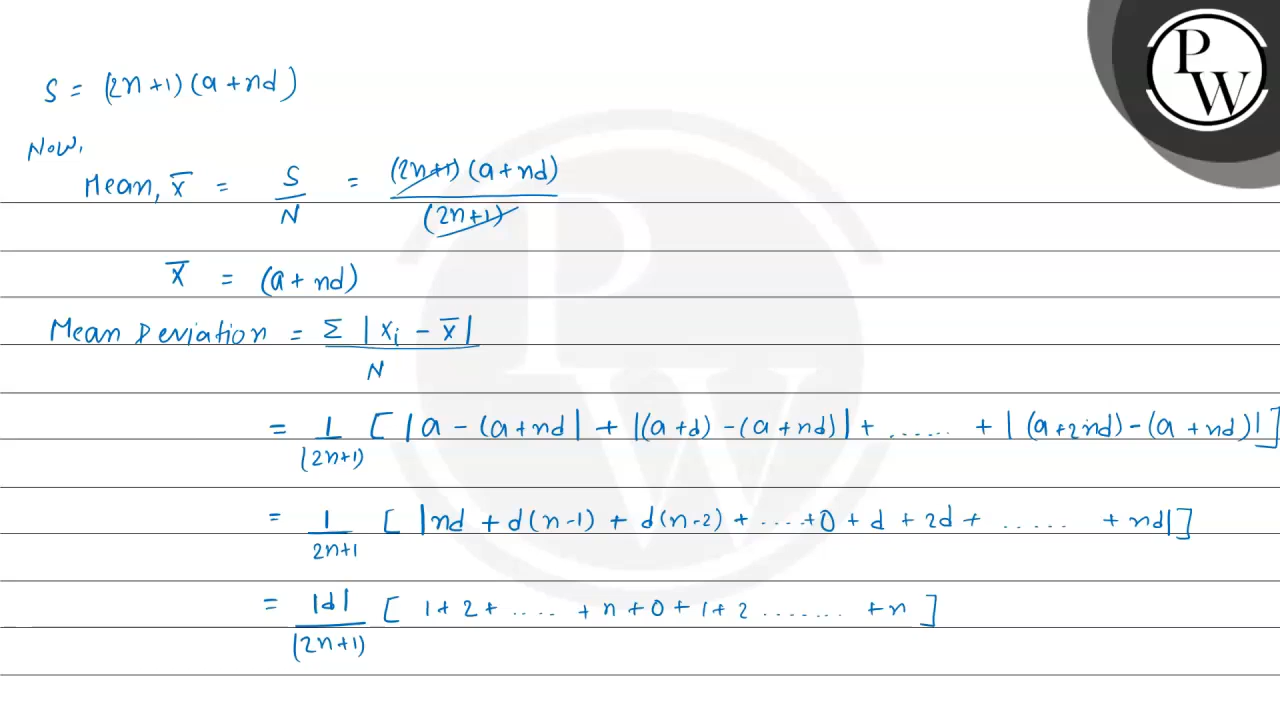 PW
S = (2n+1)(a+nd)
Now,
Mean, x̄ = S/N = (2n+1)(a+nd)/(2n+1)
x̄ = (a+nd)
Mean Deviation = Σ|xi - x̄|/N
= 1/(2n+1) [|a-(a+nd| + |(a+d)-(a+nd)| + ...... + |(a+2nd)-(a+nd)|]
= 1/2n+1 [|nd + d(n-1) + d(n-2) + ....+0 + d + 2d + ...... + nd|]
= |d|/(2n+1) [1+2+ .... +n+0+1+2 ....... +n]